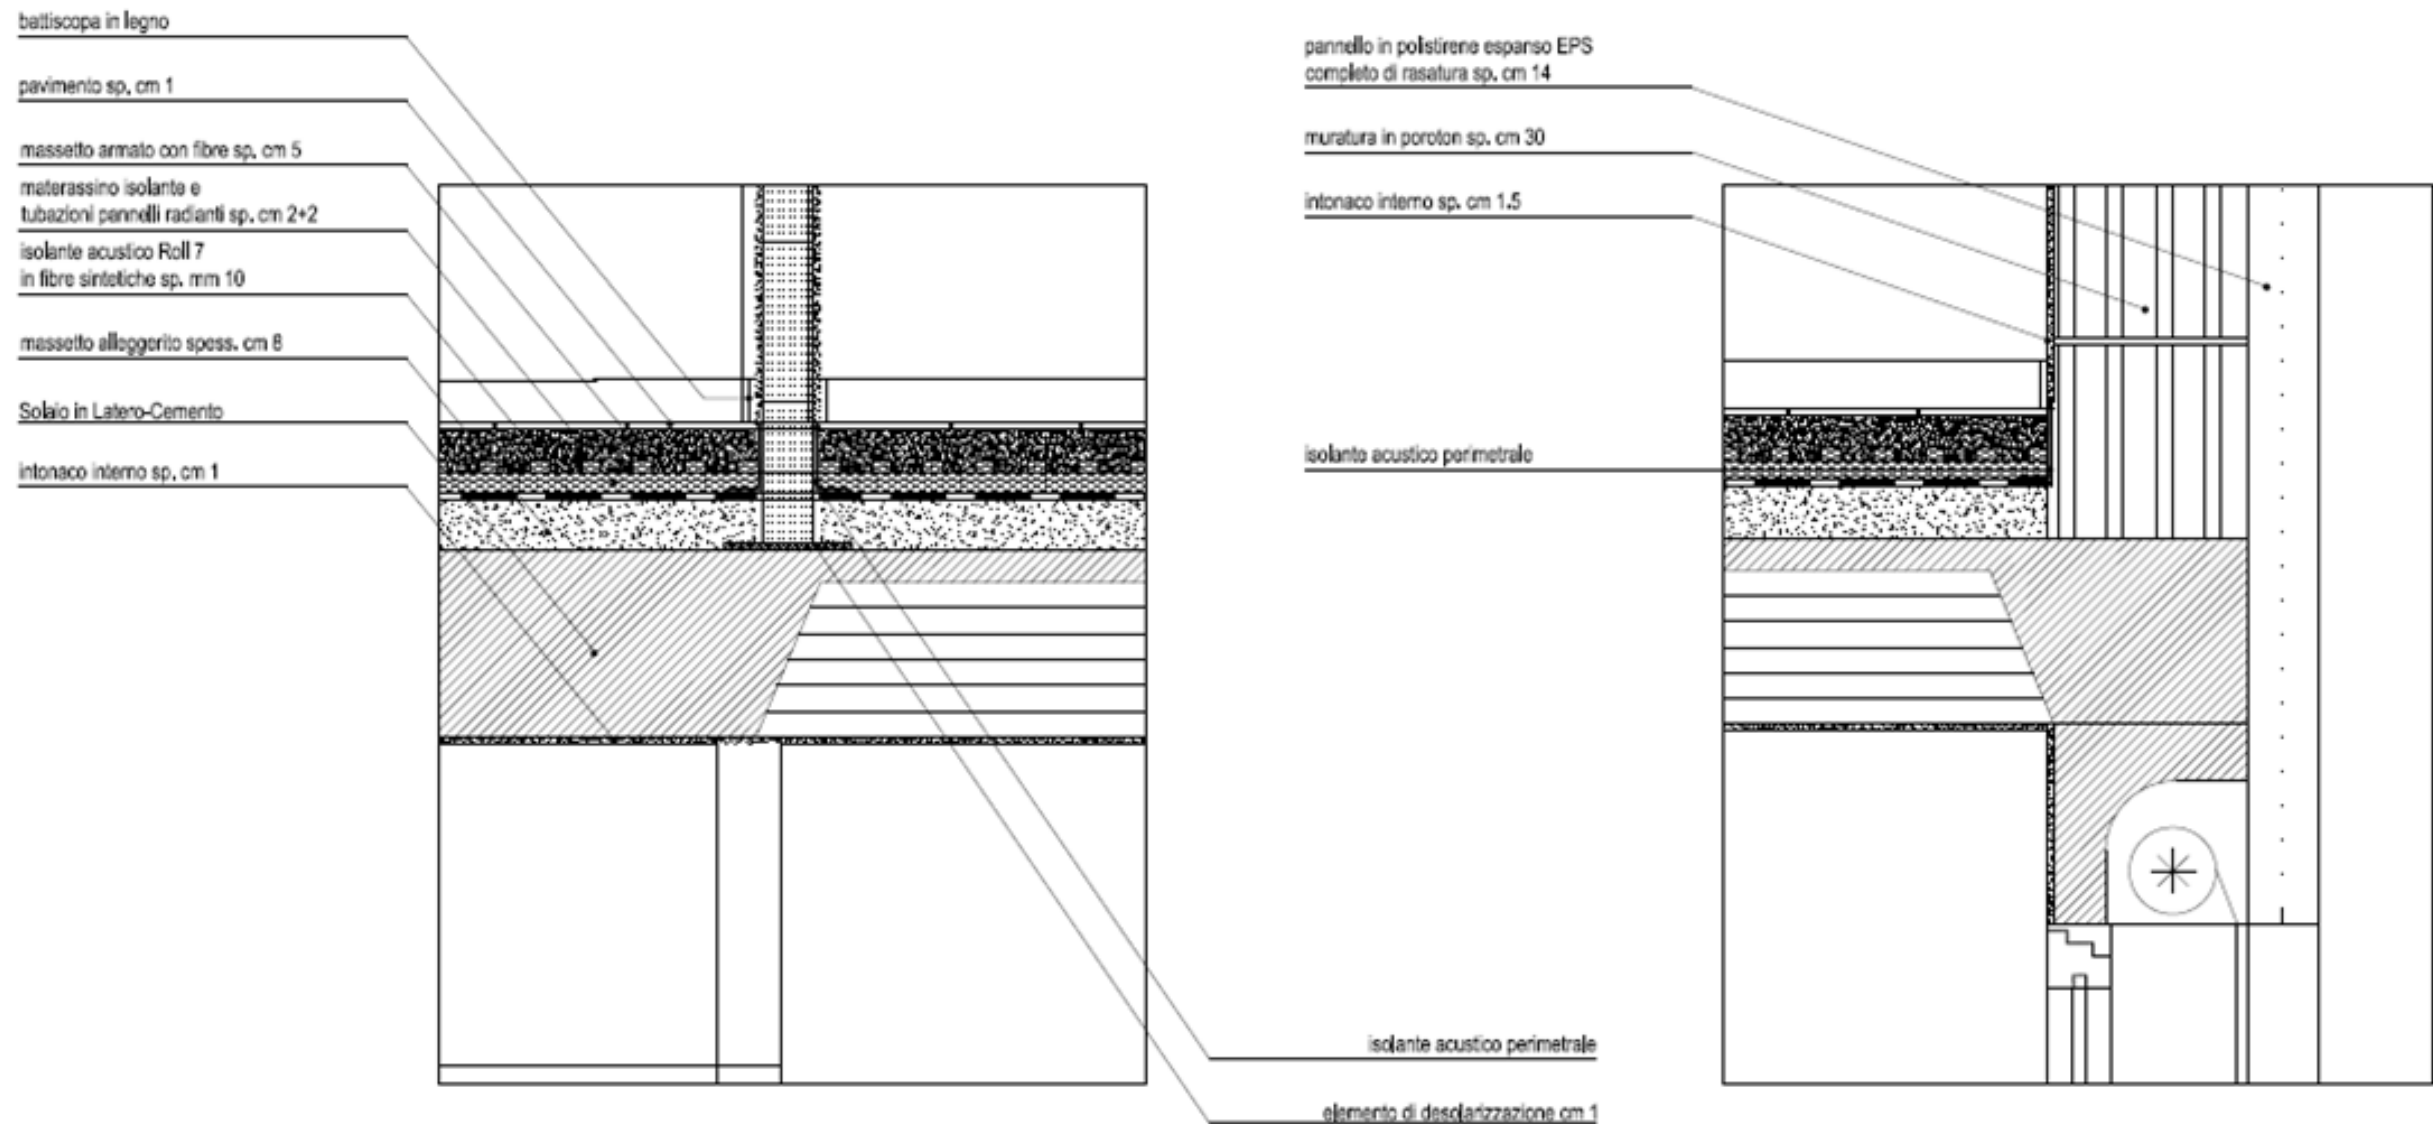 battiscopa in legno
pavimento sp. cm 1
massetto armato con fibre sp. cm 5
materassino isolante e
tubazioni pannelli radianti sp. cm 2+2
isolante acustico Roll 7
in fibre sintetiche sp. mm 10
massetto alleggerito spess. cm 8
Solaio in Latero-Cemento
intonaco interno sp. cm 1
pannello in polistirene espanso EPS
completo di rasatura sp. cm 14
muratura in poroton sp. cm 30
intonaco interno sp. cm 1.5
isolante acustico perimetrale
isolante acustico perimetrale
elemento di desolarizzazione cm 1